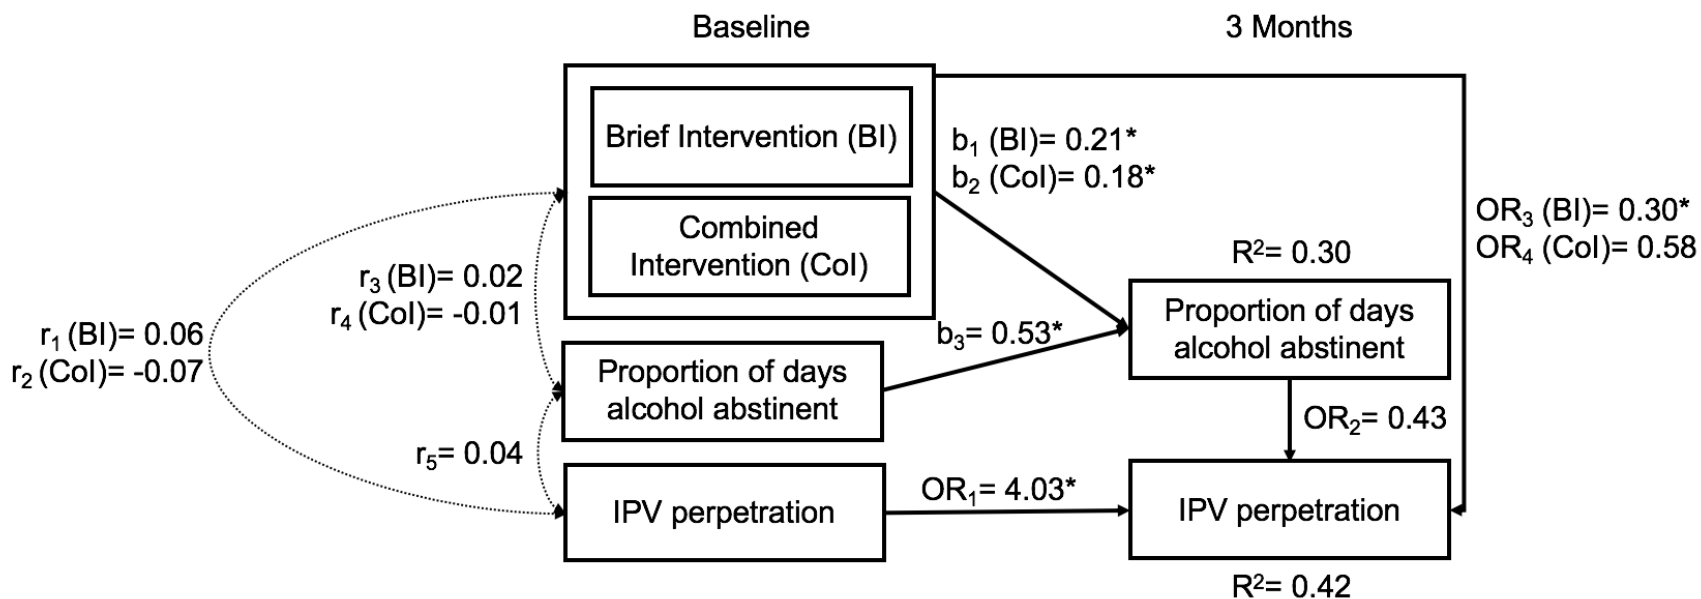 Baseline
3 Months
Brief Intervention (BI)
b₁ (BI)= 0.21*
b₂ (CoI)= 0.18*
Combined
Intervention (CoI)
OR₃ (BI)= 0.30*
OR₄ (CoI)= 0.58
r₃ (BI)= 0.02
r₄ (CoI)= -0.01
R²= 0.30
r₁ (BI)= 0.06
r₂ (CoI)= -0.07
b₃= 0.53*
Proportion of days
alcohol abstinent
Proportion of days
alcohol abstinent
OR₂= 0.43
r₅= 0.04
OR₁= 4.03*
IPV perpetration
IPV perpetration
R²= 0.42